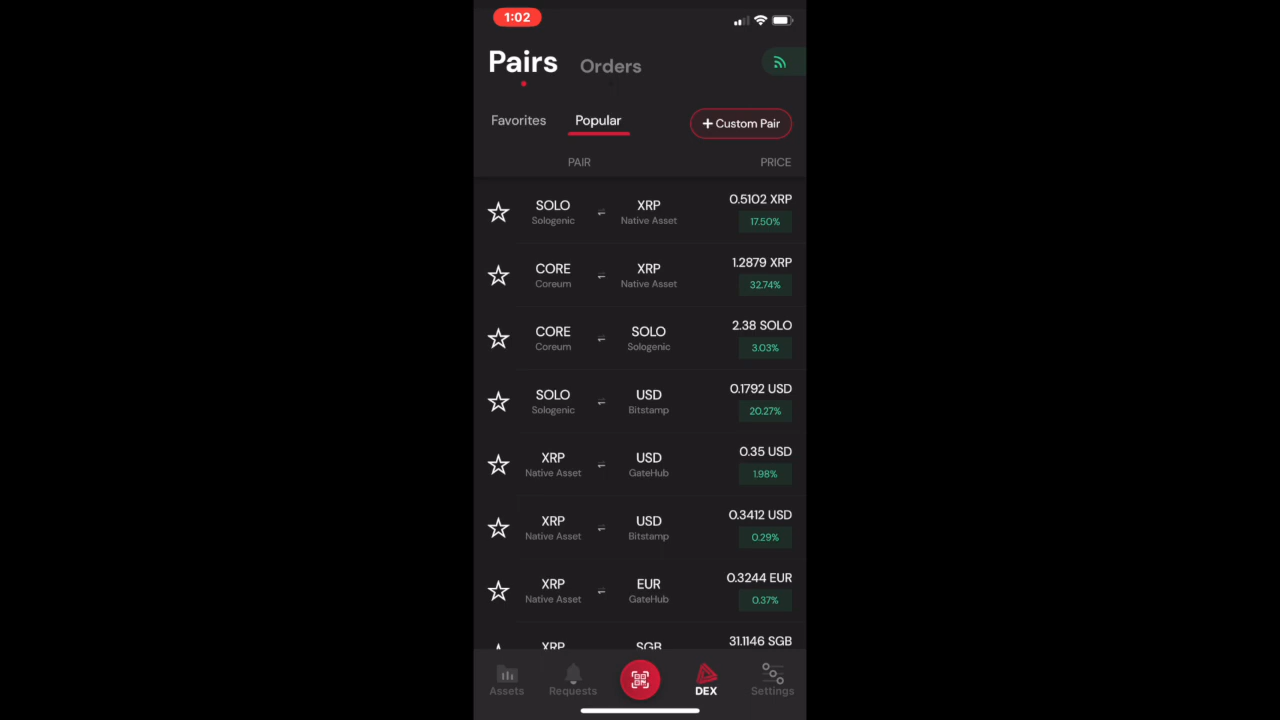 1:02
Pairs Orders
Favorites Popular + Custom Pair
PAIR PRICE
SOLO XRP 0.5102 XRP
Sologenic Native Asset 17.50%
CORE XRP 1.2879 XRP
Coreum Native Asset 32.74%
CORE SOLO 2.38 SOLO
Coreum Sologenic 3.03%
SOLO USD 0.1792 USD
Sologenic Bitstamp 20.27%
XRP USD 0.35 USD
Native Asset GateHub 1.98%
XRP USD 0.3412 USD
Native Asset Bitstamp 0.29%
XRP EUR 0.3244 EUR
Native Asset GateHub 0.37%
XRP SGB 31.1146 SGB
Assets Requests DEX Settings